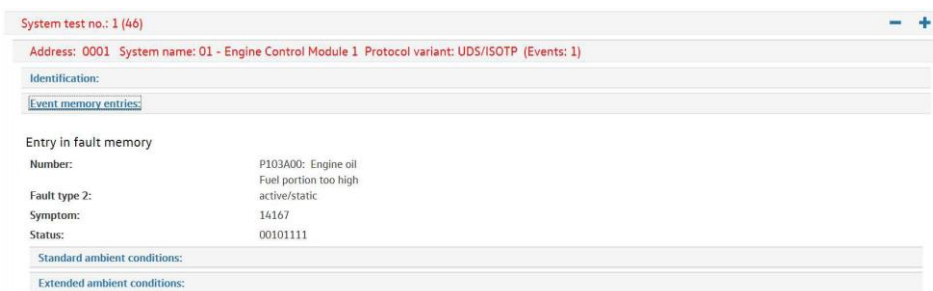 System test no.: 1 (46)
Address: 0001 System name: 01 - Engine Control Module 1 Protocol variant: UDS/ISOTP (Events: 1)
Identification:
Event memory entries:
Entry in fault memory
Number: P103A00: Engine oil
Fuel portion too high
Fault type 2: active/static
Symptom: 14167
Status: 00101111
Standard ambient conditions:
Extended ambient conditions: